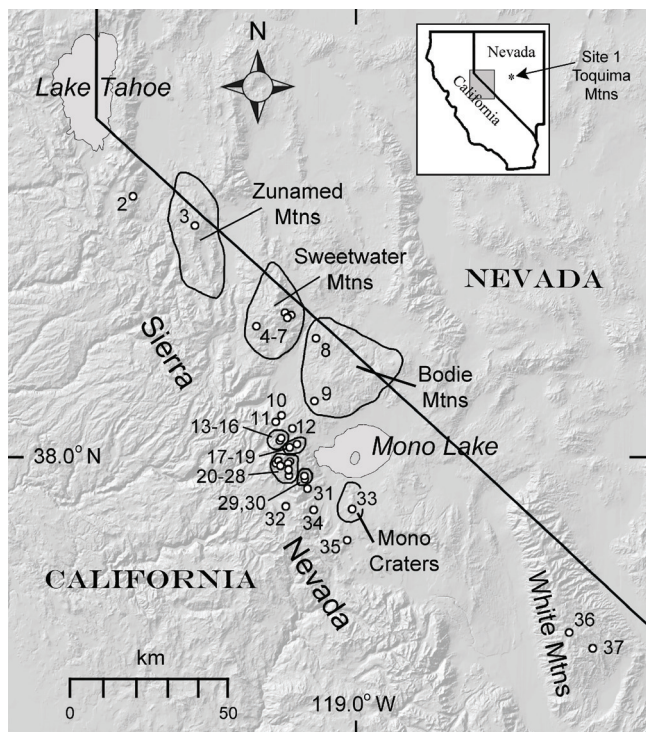 N
Lake Tahoe
Nevada
California
Site 1
Toquima
Mtns
2
3
Zunamed
Mtns
Sweetwater
Mtns
NEVADA
4-7
8
Sierra
Bodie
Mtns
9
10
11
12
13-16
Mono Lake
38.0° N
17-19
20-28
29,30
31
33
32
34
Mono
Craters
35
Nevada
CALIFORNIA
White Mtns
36
37
km
0
50
119.0° W